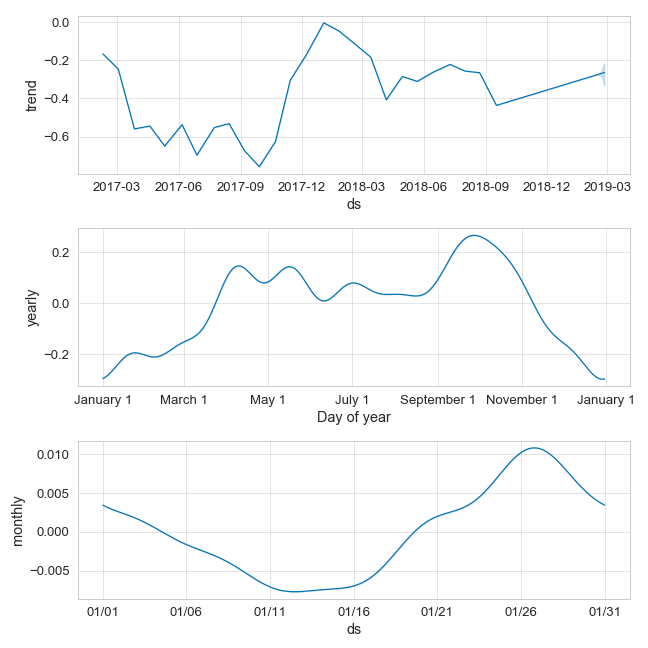 0.0
−0.2
−0.4
−0.6
trend
2017-03 2017-06 2017-09 2017-12 2018-03 2018-06 2018-09 2018-12 2019-03
ds
0.2
0.0
−0.2
yearly
January 1 March 1 May 1 July 1 September 1 November 1 January 1
Day of year
0.010
0.005
0.000
−0.005
monthly
01/01 01/06 01/11 01/16 01/21 01/26 01/31
ds